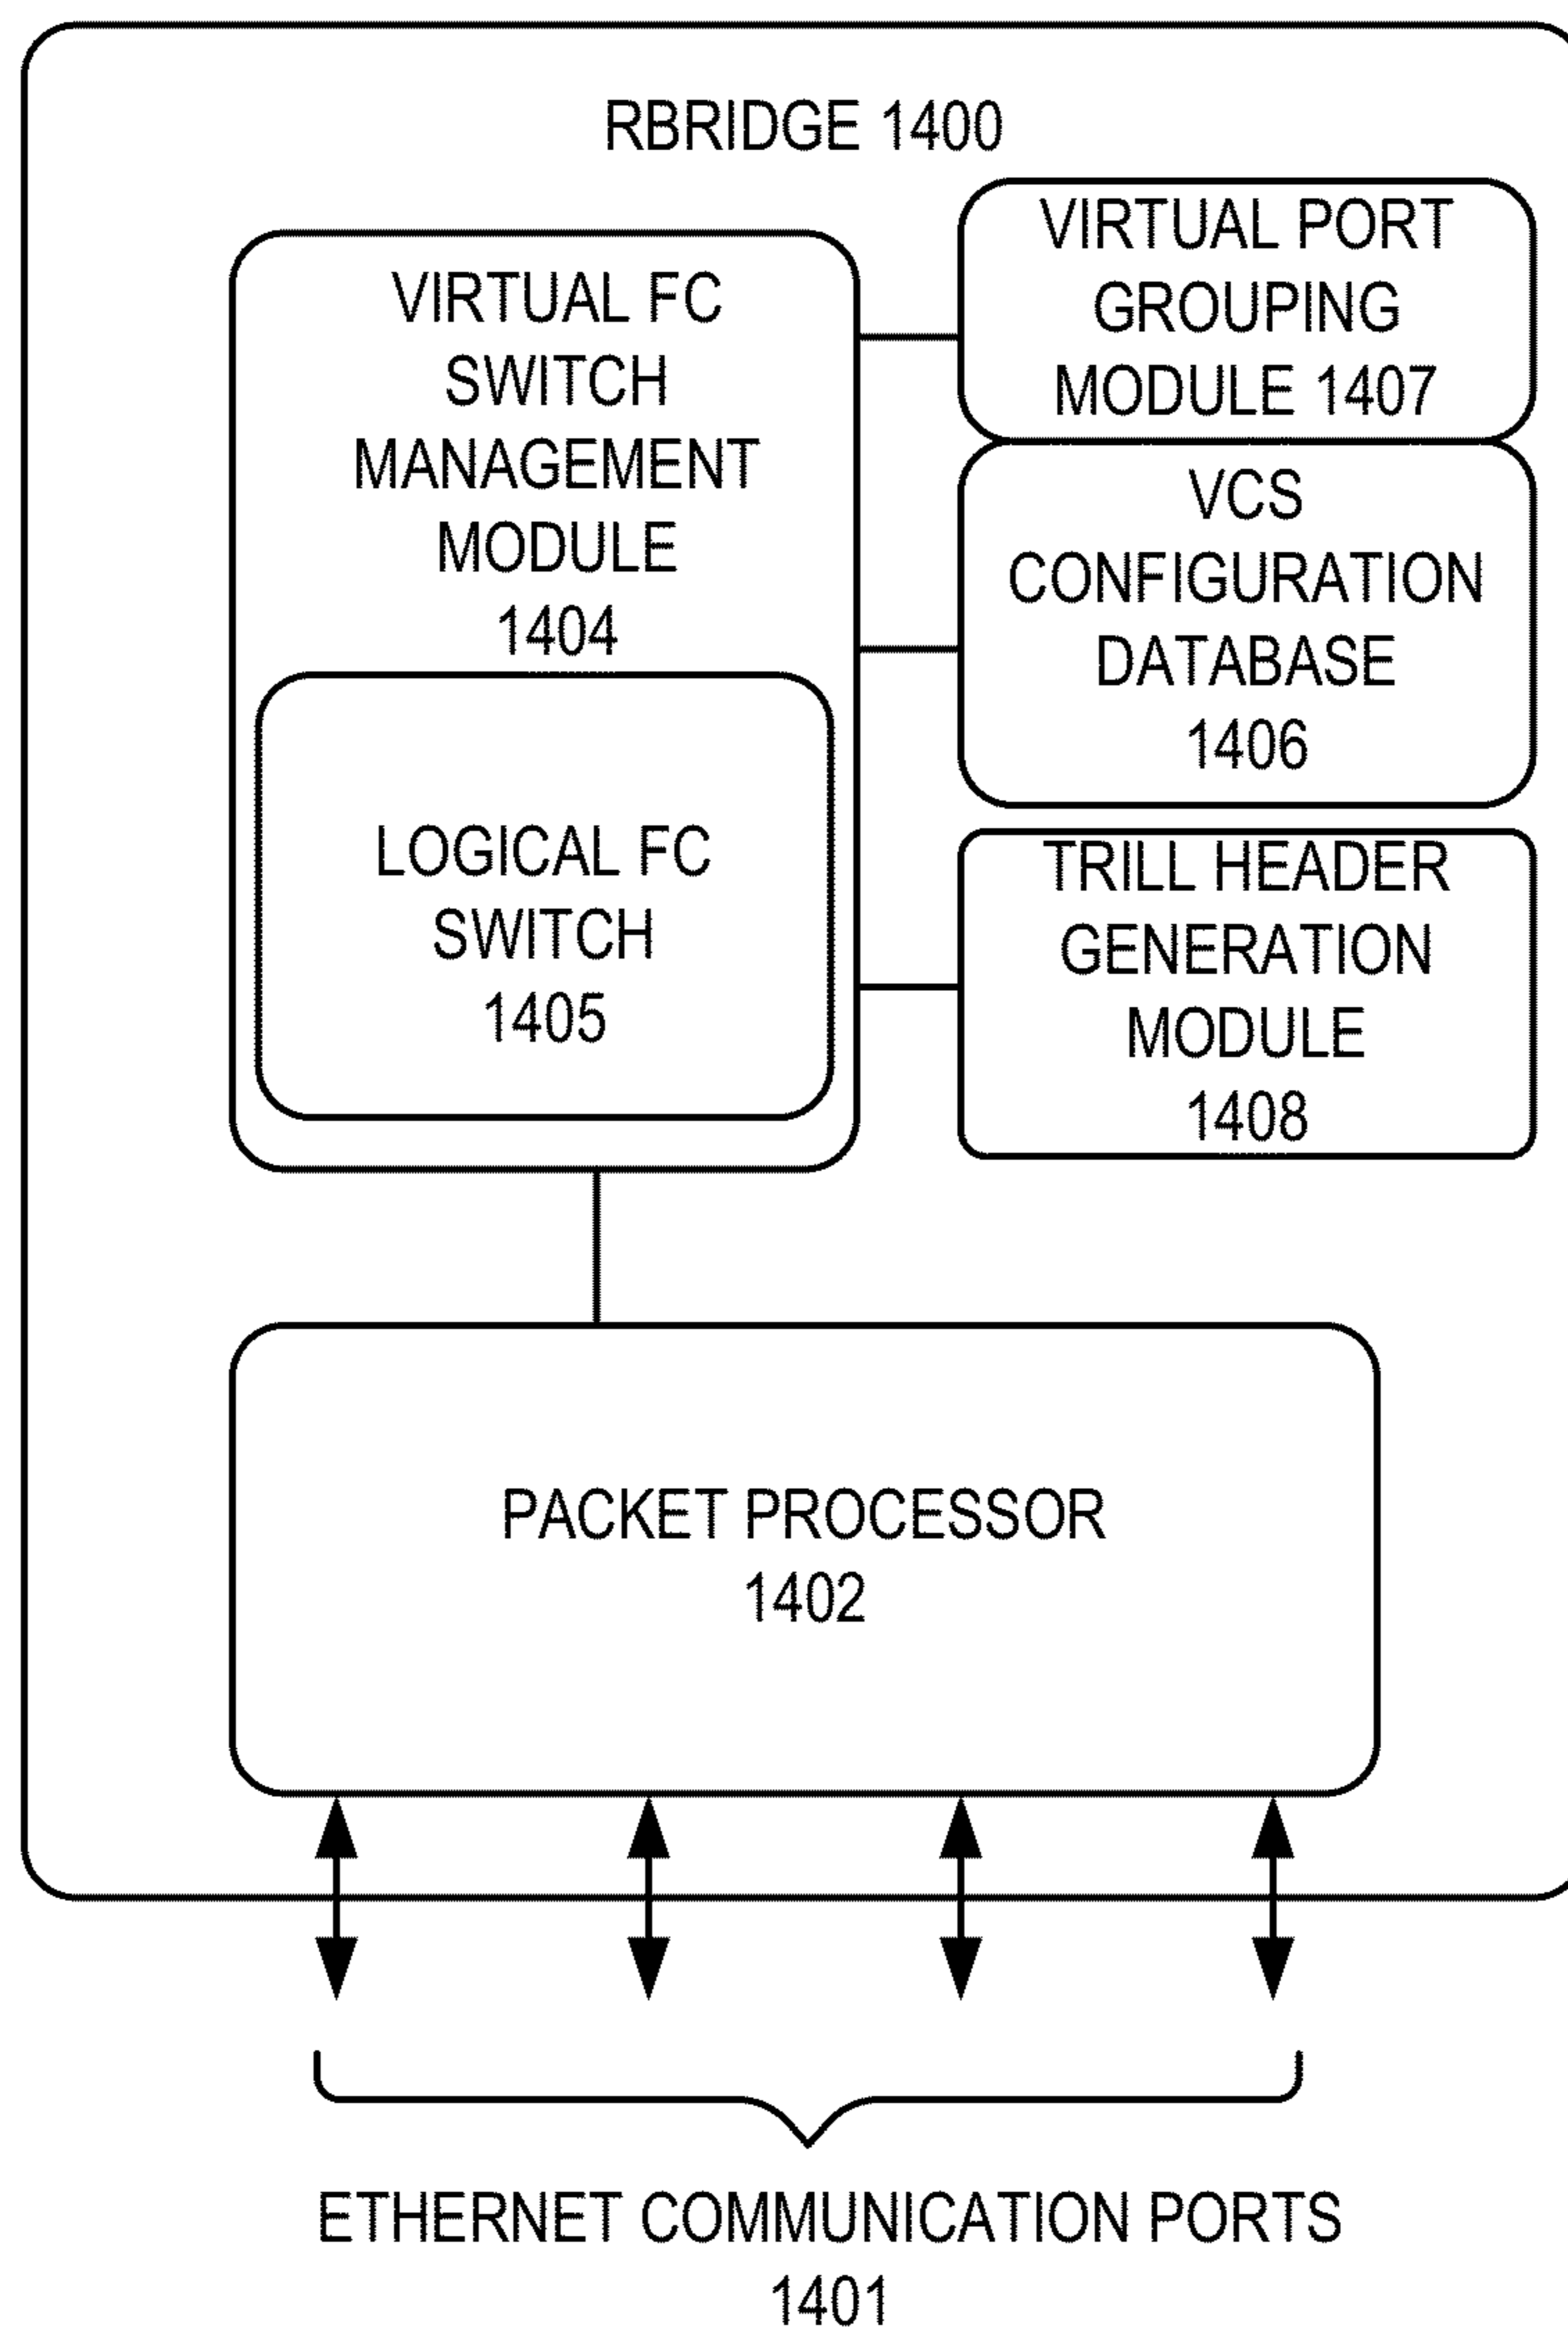 RBRIDGE 1400
VIRTUAL FC
SWITCH
MANAGEMENT
MODULE
1404
LOGICAL FC
SWITCH
1405
VIRTUAL PORT
GROUPING
MODULE 1407
VCS
CONFIGURATION
DATABASE
1406
TRILL HEADER
GENERATION
MODULE
1408
PACKET PROCESSOR
1402
ETHERNET COMMUNICATION PORTS
1401